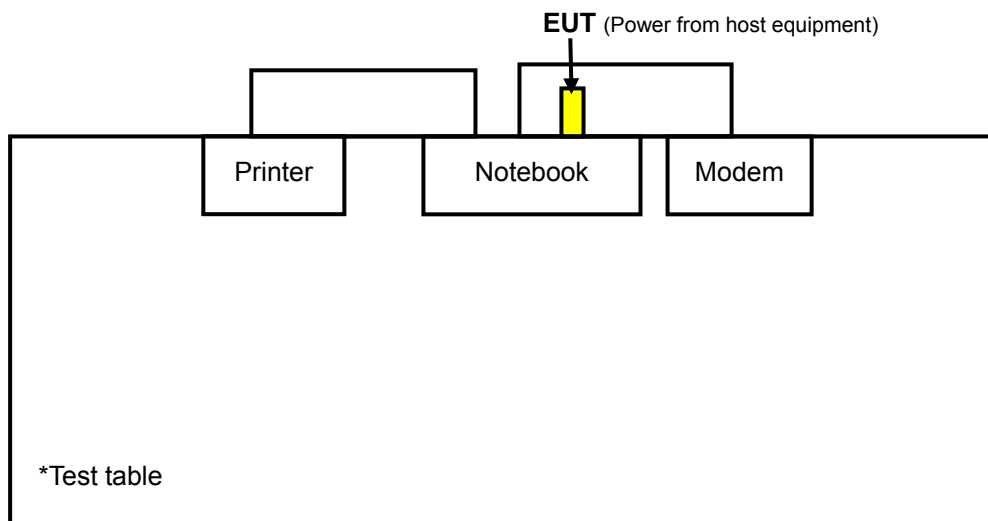 EUT (Power from host equipment)
Printer
Notebook
Modem
*Test table